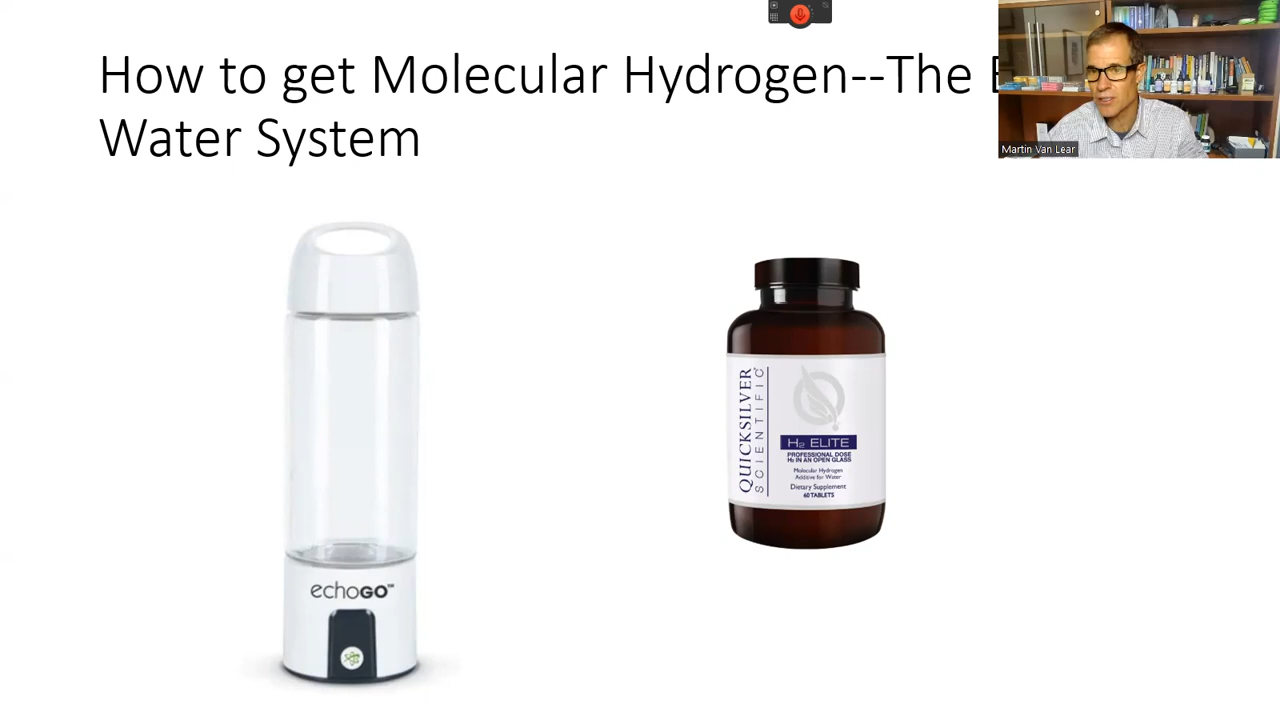 How to get Molecular Hydrogen--The
Water System
Martin Van Lear
echoGO™
QUICKSILVER
SCIENTIFIC
H₂ ELITE
PROFESSIONAL DOSE
H₂ IN AN OPEN GLASS
Molecular Hydrogen
Additive for Water
Dietary Supplement
60 TABLETS